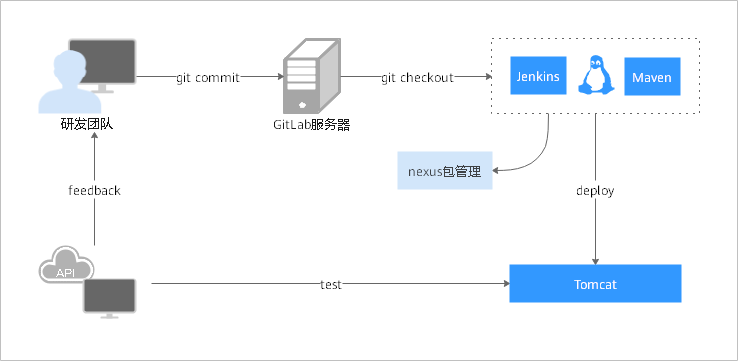 Jenkins
Maven
git commit
git checkout
研发团队
GitLab服务器
nexus包管理
feedback
deploy
API
test
Tomcat